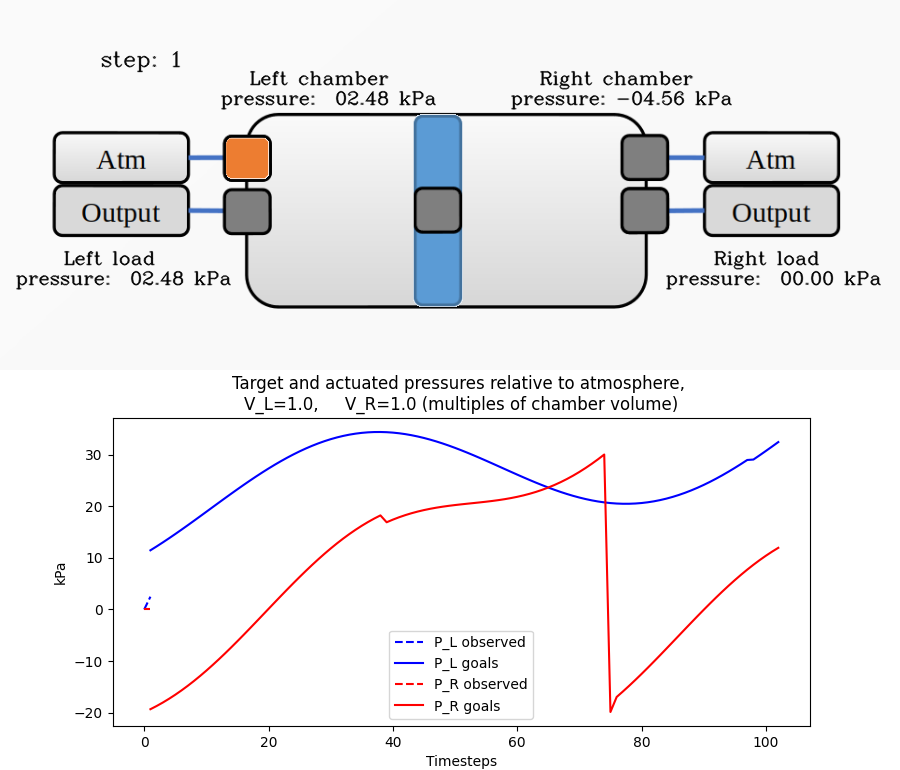 step: 1
Left chamber
pressure: 02.48 kPa
Right chamber
pressure: −04.56 kPa
Atm
Atm
Output
Output
Left load
pressure: 02.48 kPa
Right load
pressure: 00.00 kPa
Target and actuated pressures relative to atmosphere,
V_L=1.0, V_R=1.0 (multiples of chamber volume)
kPa
30
20
10
0
−10
−20
P_L observed
P_L goals
P_R observed
P_R goals
0 20 40 60 80 100
Timesteps